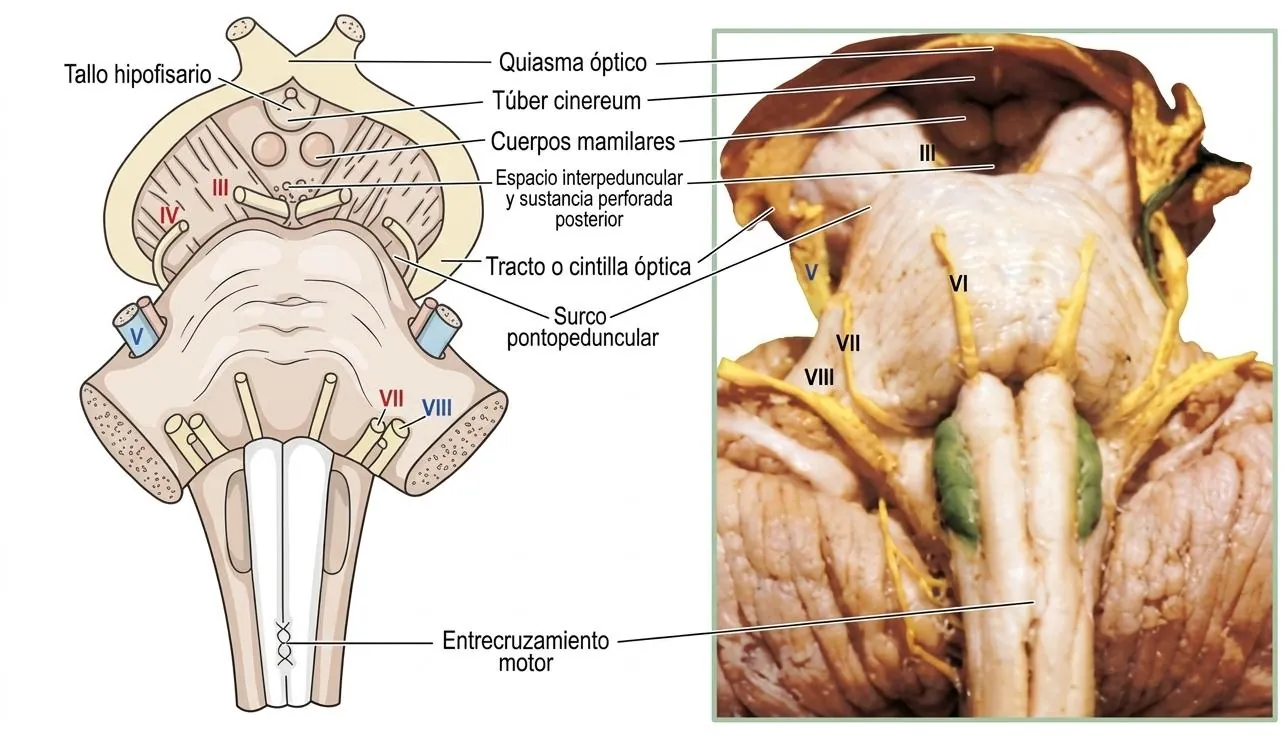 Tallo hipofisario
Quiasma óptico
Túber cinereum
Cuerpos mamilares
Espacio interpeduncular
y sustancia perforada
posterior
Tracto o cintilla óptica
Surco
pontopeduncular
Entrecruzamiento
motor
III
IV
V
VII
VIII
III
V
VI
VII
VIII